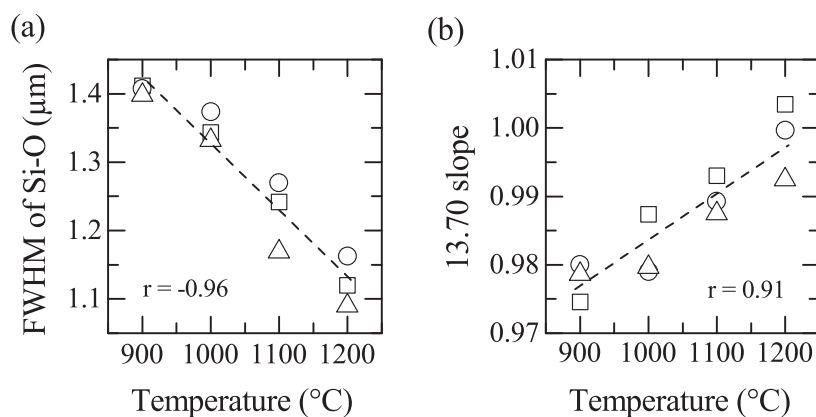 (a)
FWHM of Si-O (μm)
1.4
1.3
1.2
1.1
r = -0.96
900 1000 1100 1200
Temperature (°C)
(b)
13.70 slope
1.01
1.00
0.99
0.98
0.97
r = 0.91
900 1000 1100 1200
Temperature (°C)